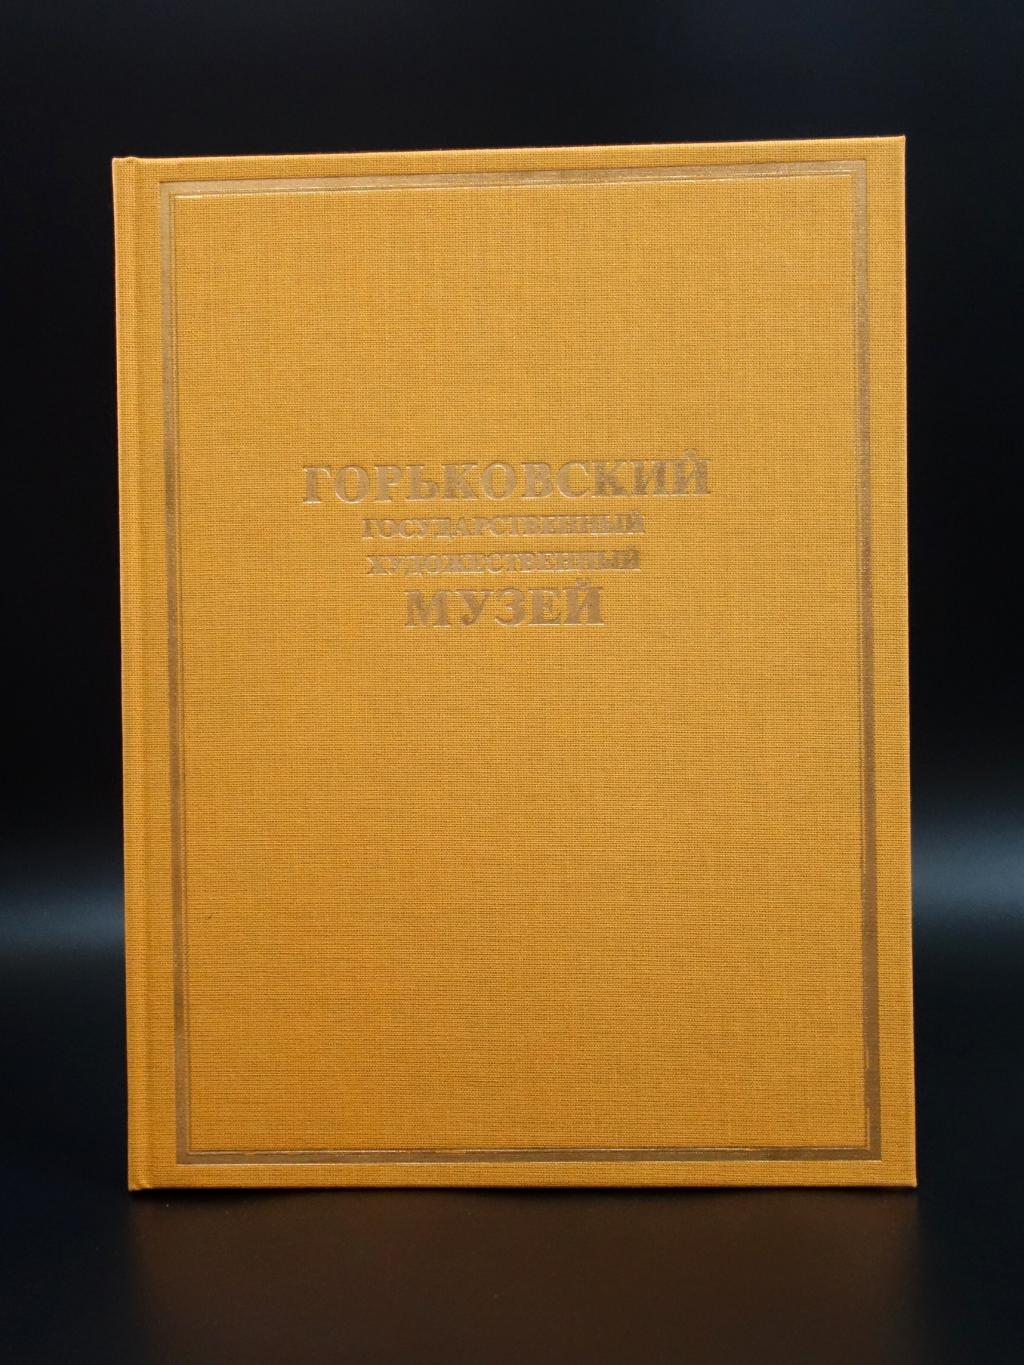 ГОРЬКОВСКИЙ
ГОСУДАРСТВЕННЫЙ
ХУДОЖЕСТВЕННЫЙ
МУЗЕЙ